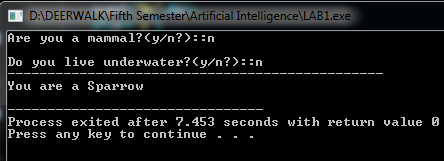 D:\DEERWALK\Fifth Semester\Artificial Intelligence\LAB1.exe
Are you a mammal?(y/n?)::n
Do you live underwater?(y/n?)::n
-----------------------------------------------
You are a Sparrow
--------------------------------
Process exited after 7.453 seconds with return value 0
Press any key to continue . . .